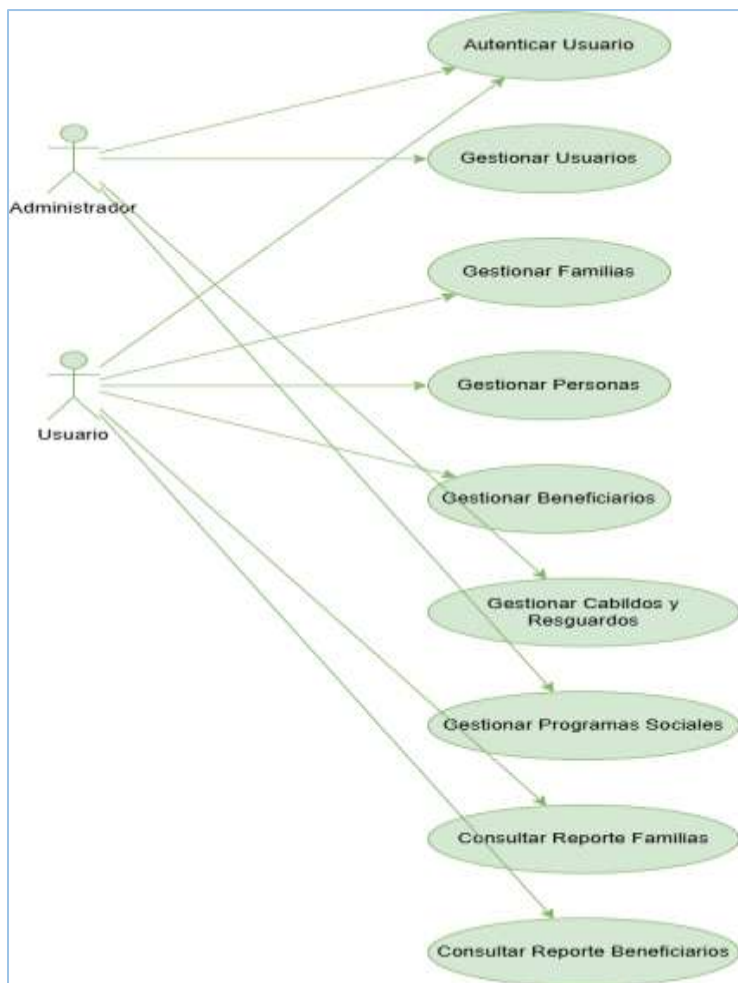 Autenticar Usuario
Gestionar Usuarios
Administrador
Gestionar Familias
Gestionar Personas
Usuario
Gestionar Beneficiarios
Gestionar Cabildos y
Resguardos
Gestionar Programas Sociales
Consultar Reporte Familias
Consultar Reporte Beneficiarios